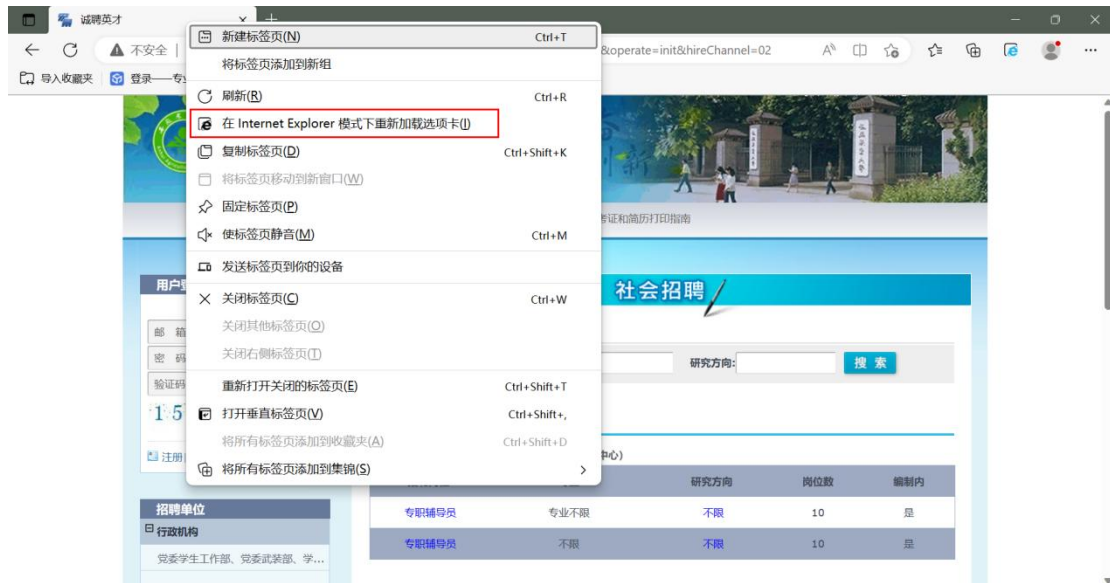 诚聘英才
不安全
&operate=init&hireChannel=02
导入收藏夹
登录——专
新建标签页(N) Ctrl+T
将标签页添加到新组
刷新(R) Ctrl+R
在 Internet Explorer 模式下重新加载选项卡(J)
复制标签页(D) Ctrl+Shift+K
将标签页移动到新窗口(W)
固定标签页(P)
使标签页静音(M) Ctrl+M
发送标签页到你的设备
关闭标签页(C) Ctrl+W
关闭其他标签页(O)
关闭右侧标签页(T)
重新打开关闭的标签页(E) Ctrl+Shift+T
打开垂直标签页(V) Ctrl+Shift+,
将所有标签页添加到收藏夹(A) Ctrl+Shift+D
将所有标签页添加到集锦(S)
考证和简历打印指南
用户登
社会招聘
邮 箱
密 码
研究方向:
搜 索
验证码
1 5
注册
中心)
研究方向 岗位数 编制内
招聘单位
专职辅导员 专业不限 不限 10 是
行政机构
专职辅导员 不限 不限 10 是
党委学生工作部、党委武装部、学...